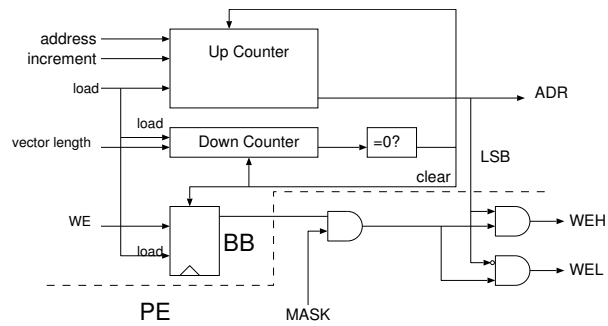 address
increment
load
Up Counter
ADR
load
vector length
Down Counter
=0?
LSB
clear
WE
load
BB
WEH
WEL
PE
MASK